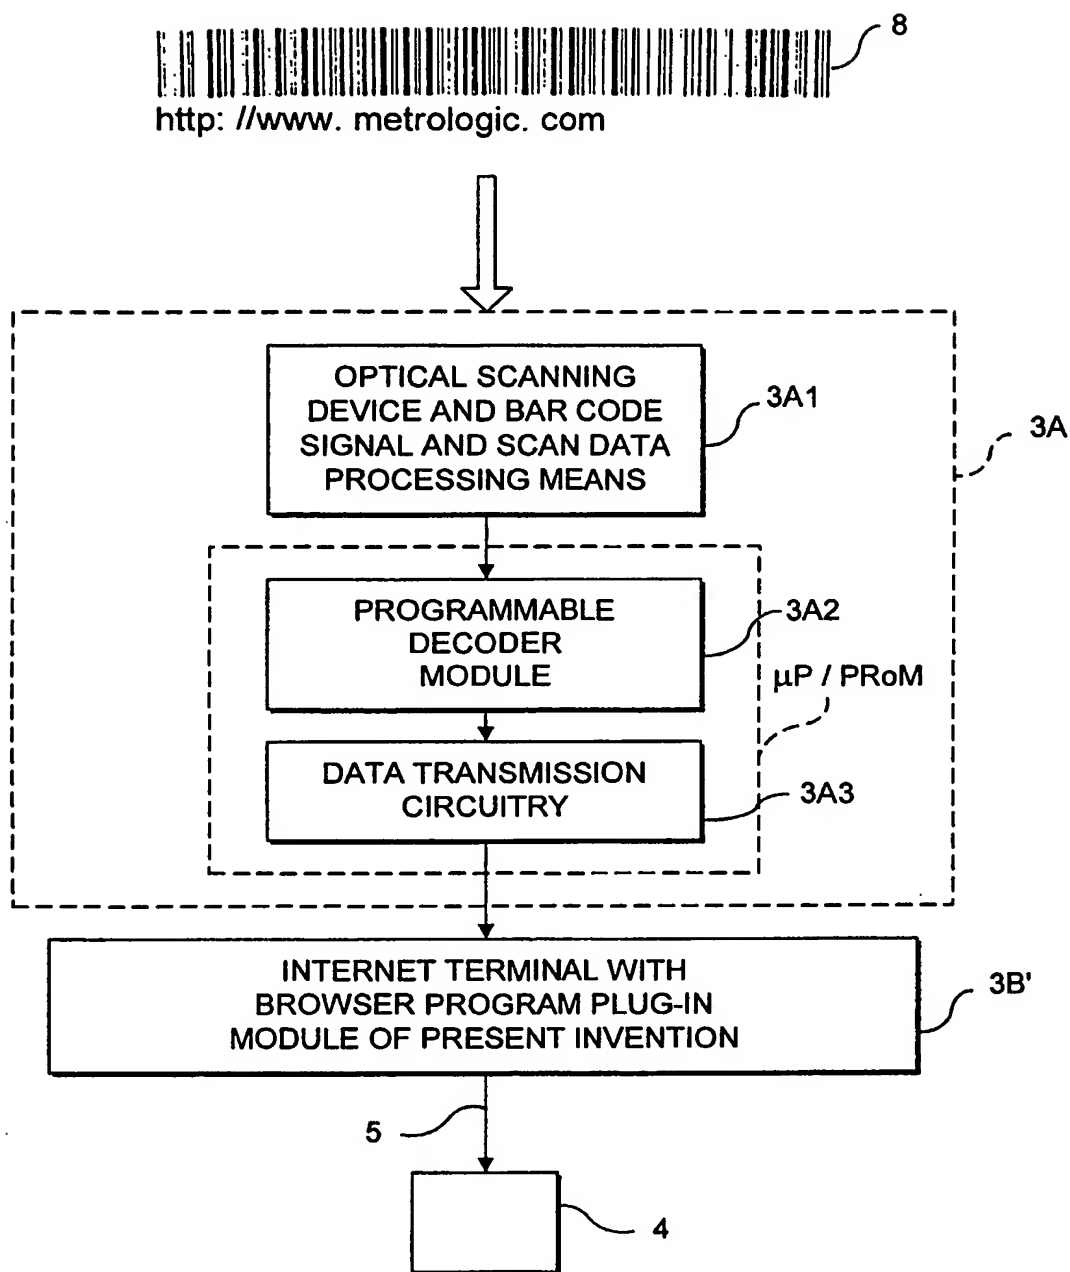 8
http: //www. metrologic. com
OPTICAL SCANNING
DEVICE AND BAR CODE
SIGNAL AND SCAN DATA
PROCESSING MEANS
3A1
3A
PROGRAMMABLE
DECODER
MODULE
3A2
µP / PRoM
DATA TRANSMISSION
CIRCUITRY
3A3
INTERNET TERMINAL WITH
BROWSER PROGRAM PLUG-IN
MODULE OF PRESENT INVENTION
3B'
5
4